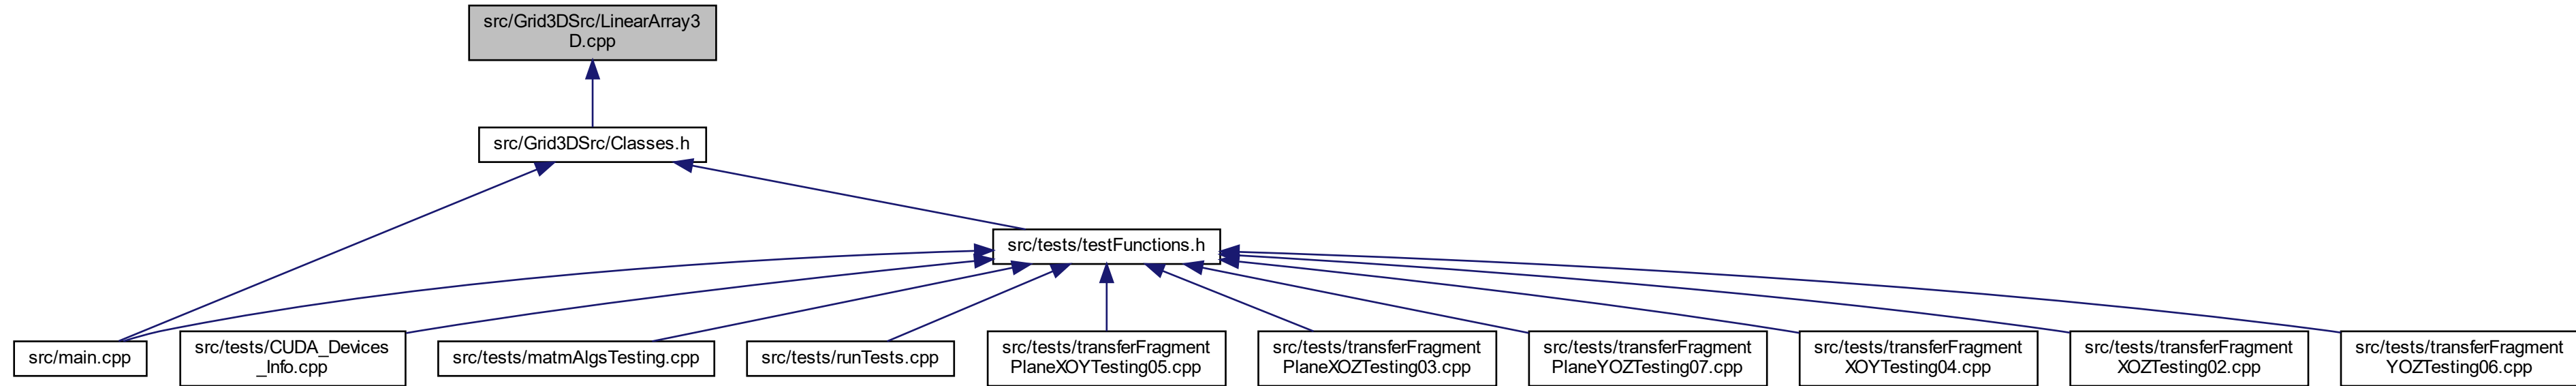 src/Grid3DSrc/LinearArray3
D.cpp
src/Grid3DSrc/Classes.h
src/tests/testFunctions.h
src/main.cpp
src/tests/CUDA_Devices
_Info.cpp
src/tests/matmAlgsTesting.cpp
src/tests/runTests.cpp
src/tests/transferFragment
PlaneXOYTesting05.cpp
src/tests/transferFragment
PlaneXOZTesting03.cpp
src/tests/transferFragment
PlaneYOZTesting07.cpp
src/tests/transferFragment
XOYTesting04.cpp
src/tests/transferFragment
XOZTesting02.cpp
src/tests/transferFragment
YOZTesting06.cpp